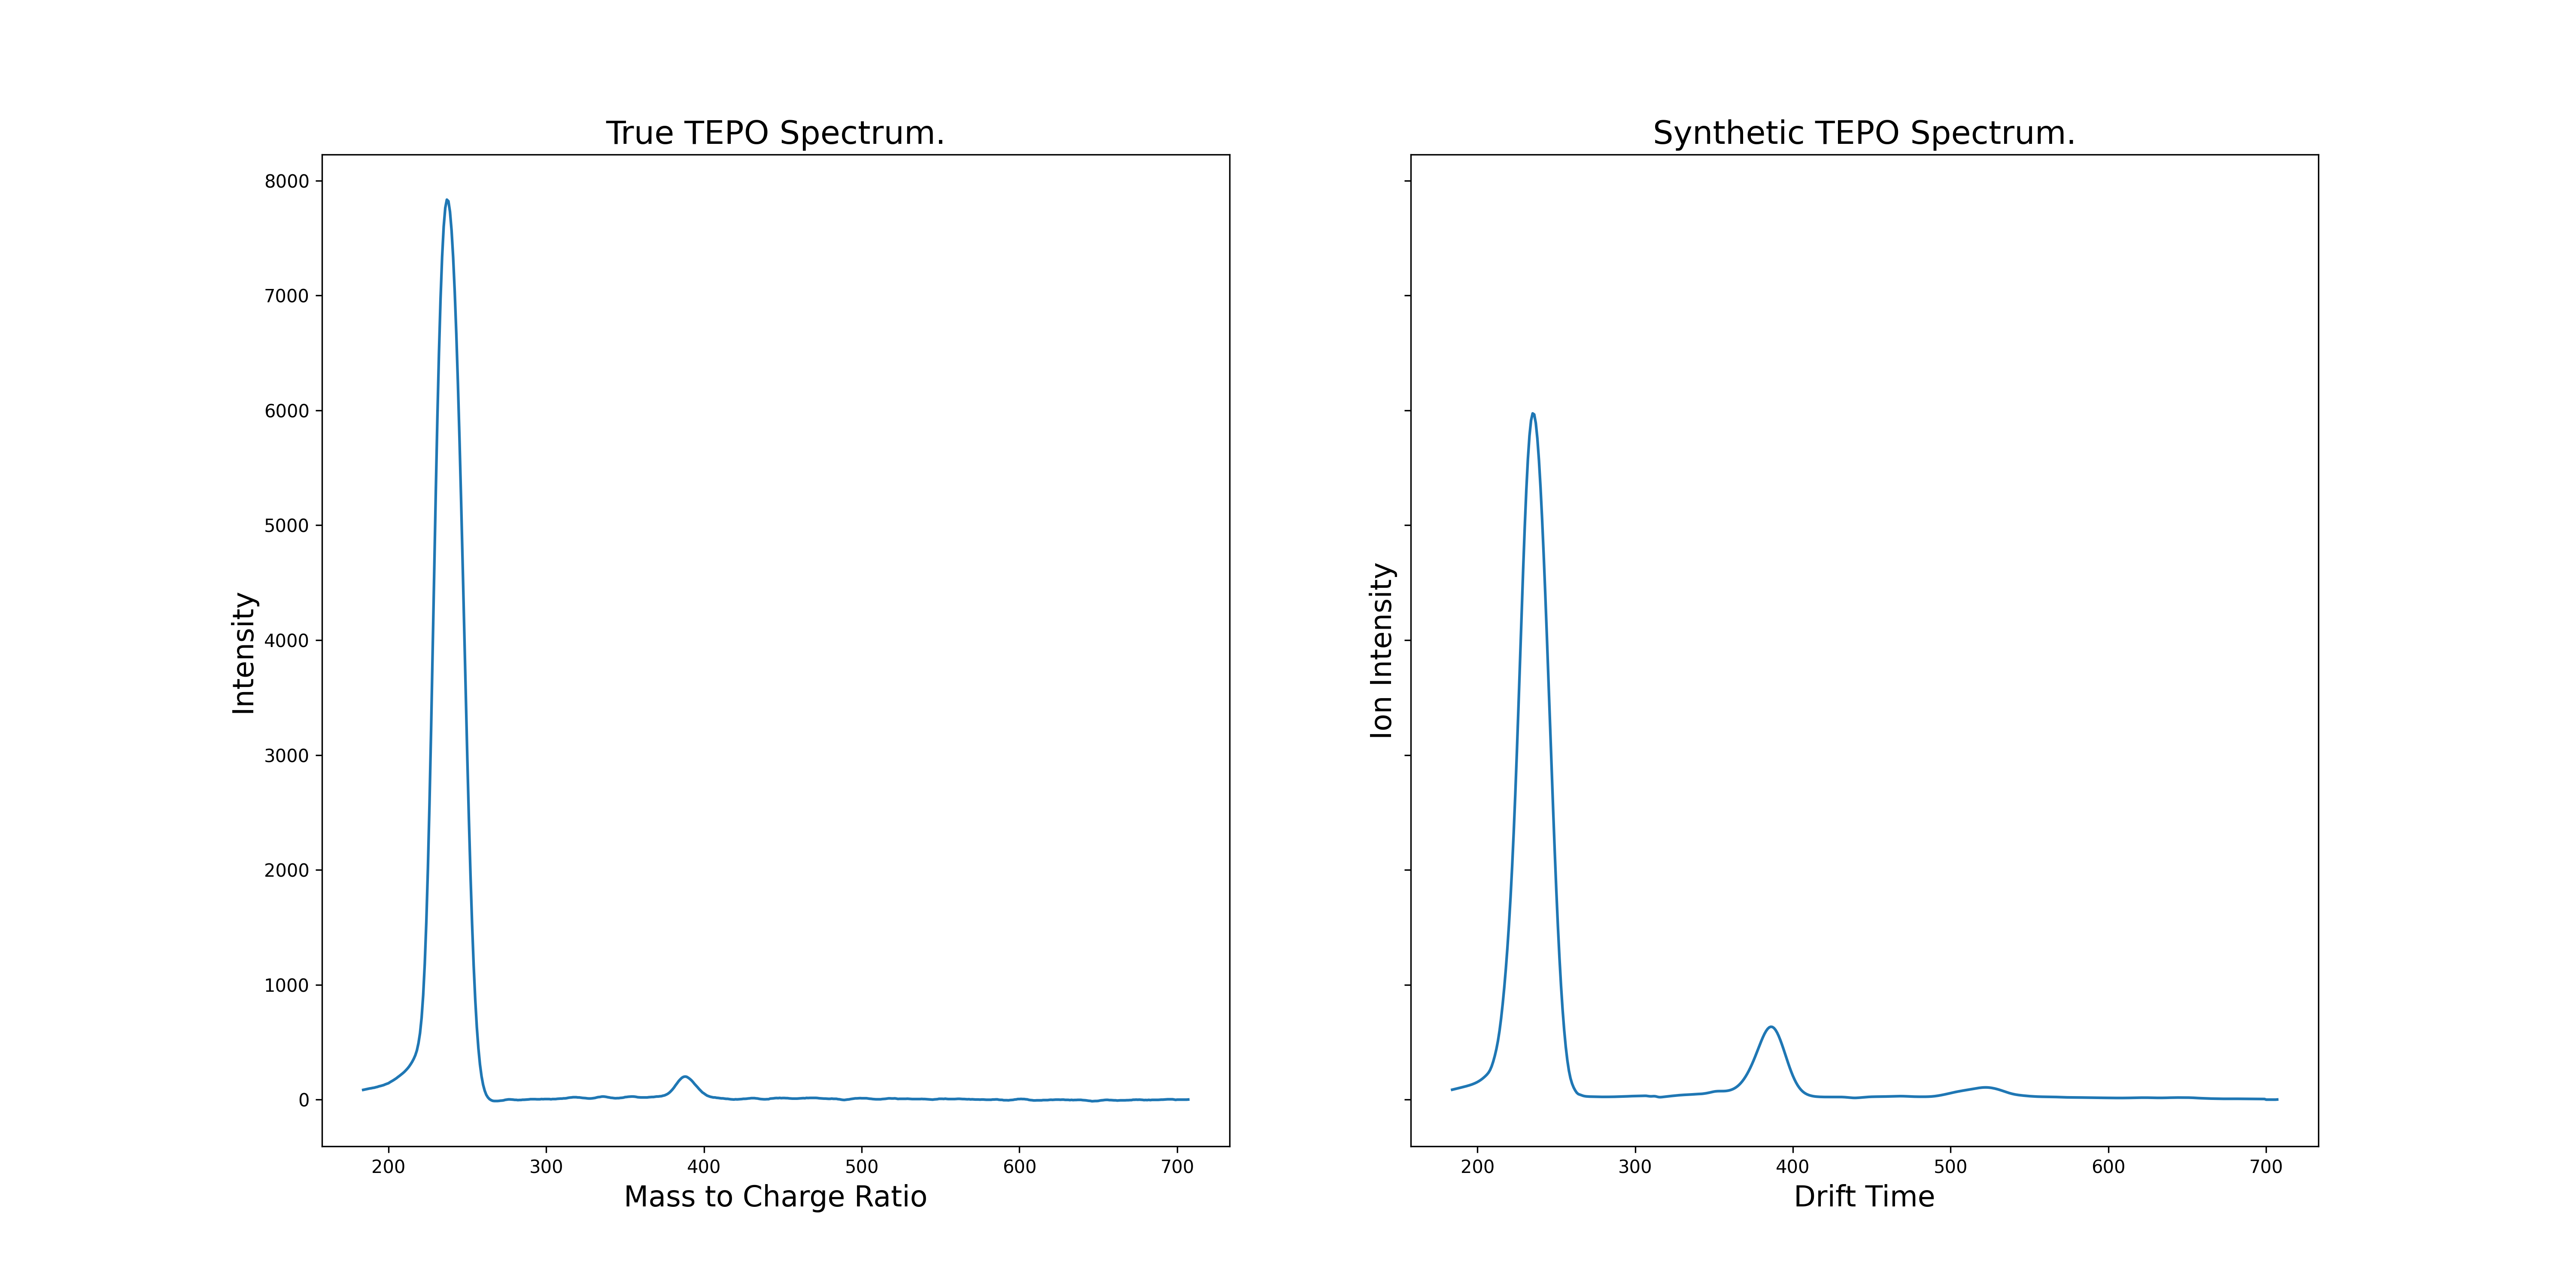 True TEPO Spectrum.
8000
7000
6000
5000
4000
3000
2000
1000
0
Intensity
200 300 400 500 600 700
Mass to Charge Ratio
Synthetic TEPO Spectrum.
Ion Intensity
200 300 400 500 600 700
Drift Time